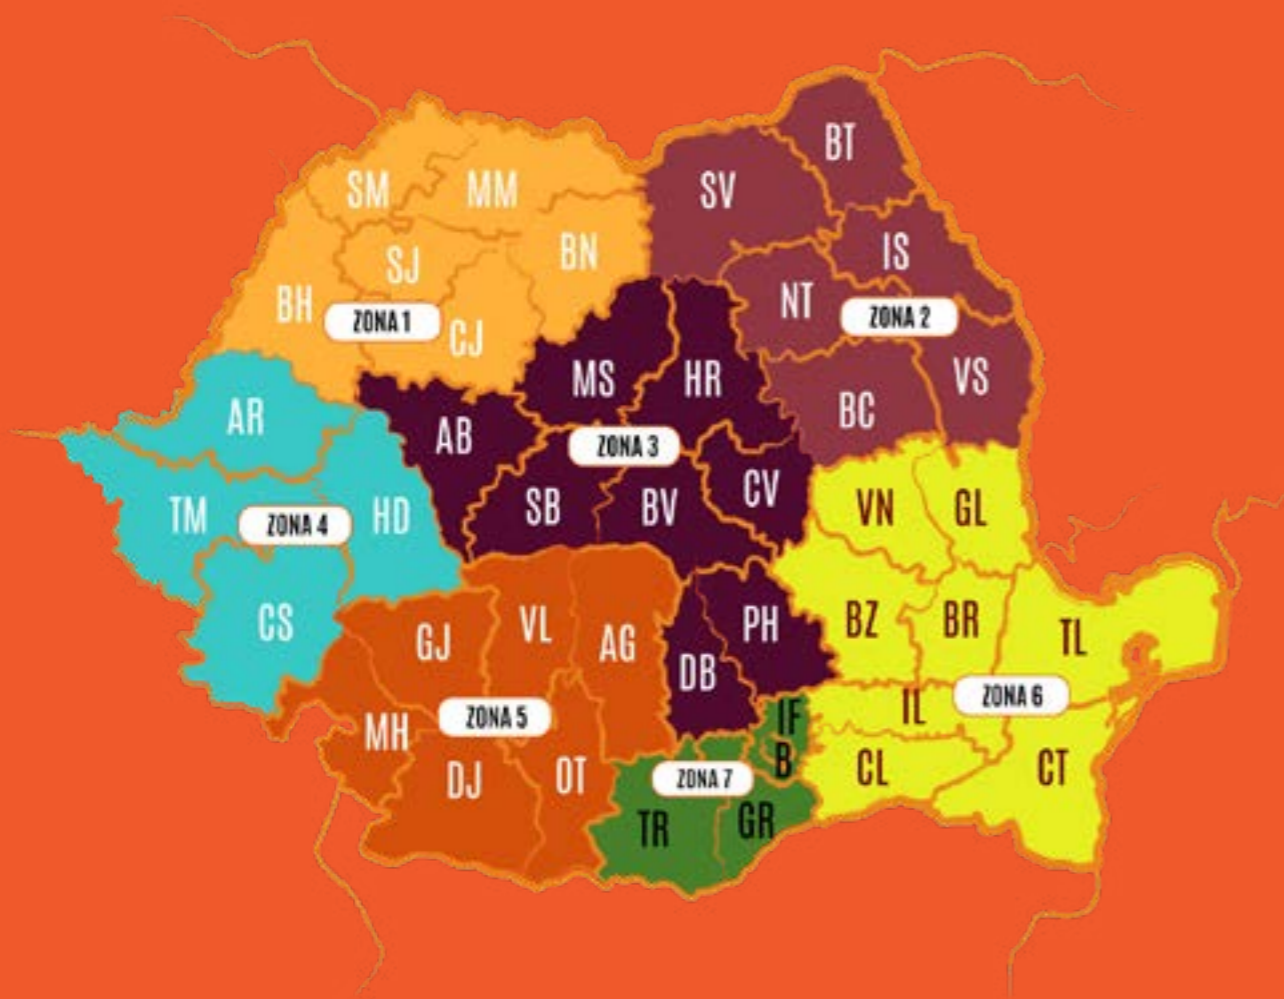 BT
SM
MM
SV
SJ
BN
IS
BH
NT
ZONA 1
ZONA 2
CJ
MS
HR
VS
AR
BC
AB
ZONA 3
TM
ZONA 4
HD
SB
BV
CV
VN
GL
CS
GJ
VL
AG
PH
BZ
BR
TL
DB
MH
ZONA 5
IF
IL
ZONA 6
B
DJ
OT
ZONA 7
CL
CT
TR
GR